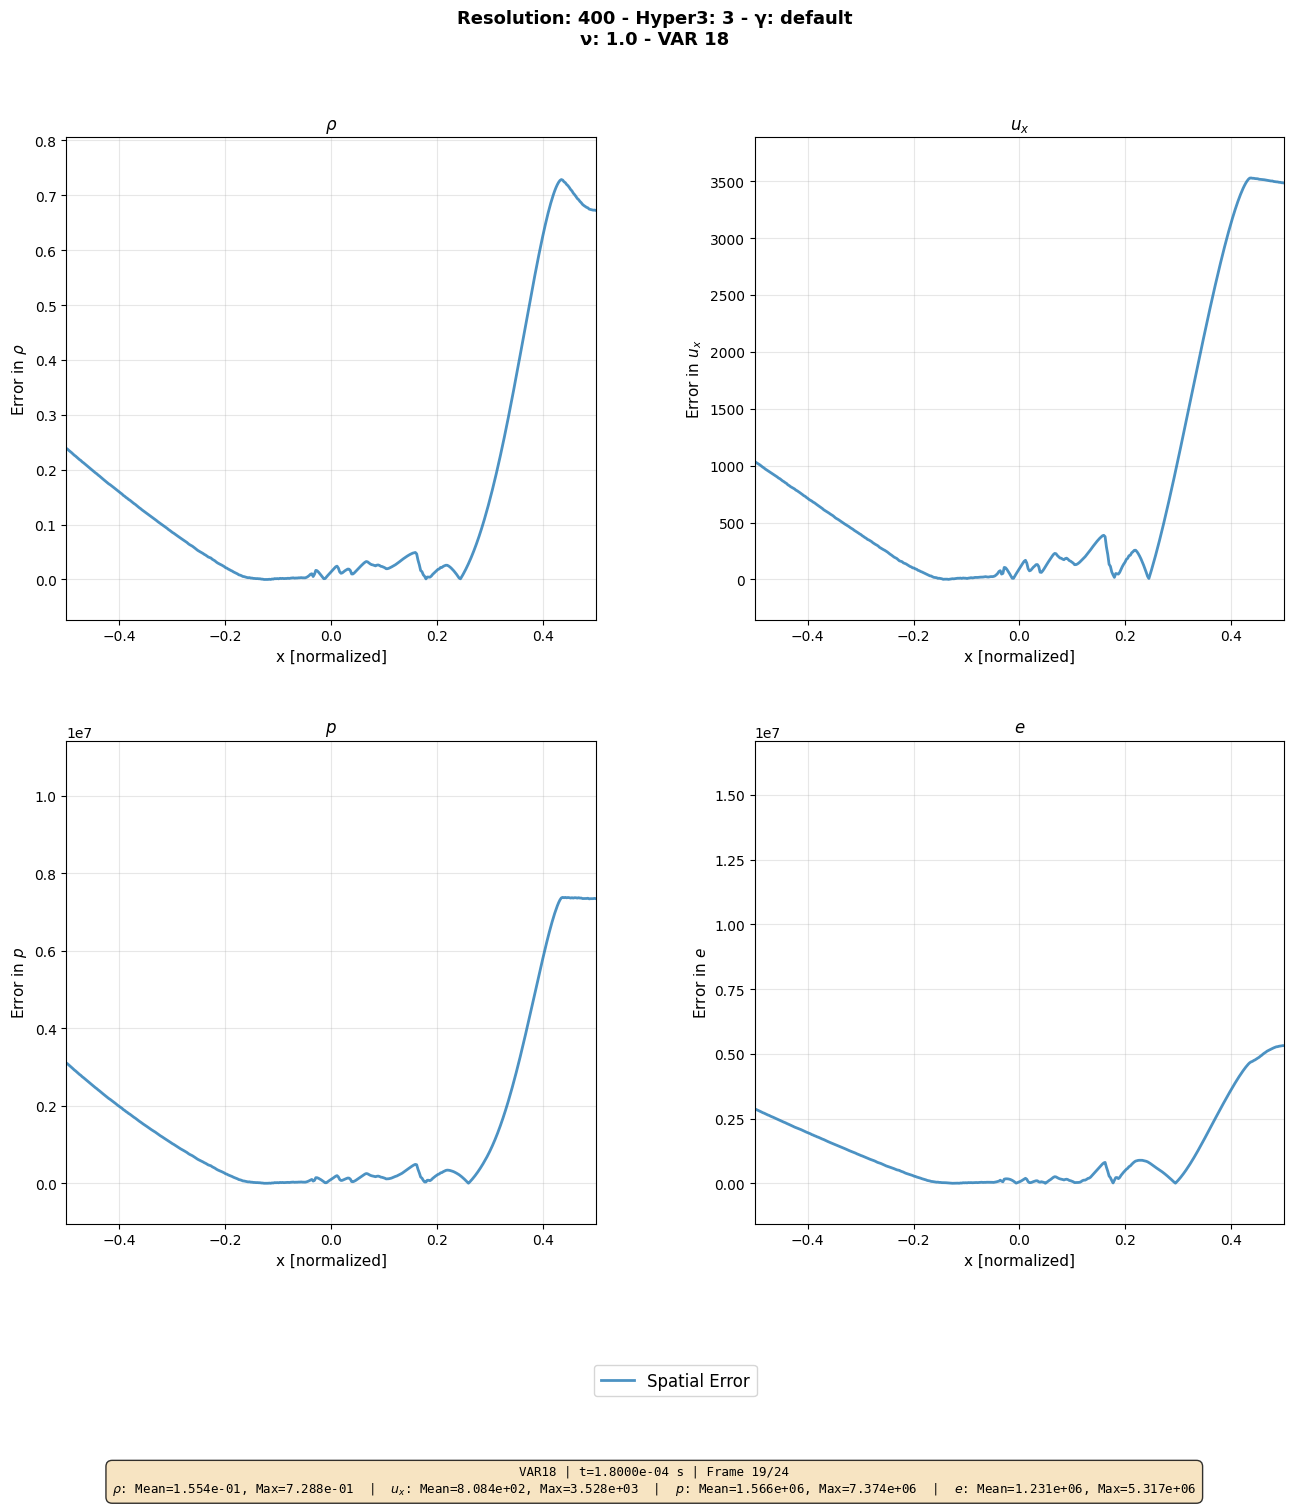 Resolution: 400 - Hyper3: 3 - γ: default
ν: 1.0 - VAR 18
ρ
0.8
0.7
0.6
0.5
0.4
0.3
0.2
0.1
0.0
Error in ρ
−0.4 −0.2 0.0 0.2 0.4
x [normalized]
u_x
3500
3000
2500
2000
1500
1000
500
0
Error in u_x
−0.4 −0.2 0.0 0.2 0.4
x [normalized]
p
1e7
1.0
0.8
0.6
0.4
0.2
0.0
Error in p
−0.4 −0.2 0.0 0.2 0.4
x [normalized]
e
1e7
1.50
1.25
1.00
0.75
0.50
0.25
0.00
Error in e
−0.4 −0.2 0.0 0.2 0.4
x [normalized]
Spatial Error
VAR18 | t=1.8000e-04 s | Frame 19/24
ρ: Mean=1.554e-01, Max=7.288e-01 | u_x: Mean=8.084e+02, Max=3.528e+03 | p: Mean=1.566e+06, Max=7.374e+06 | e: Mean=1.231e+06, Max=5.317e+06